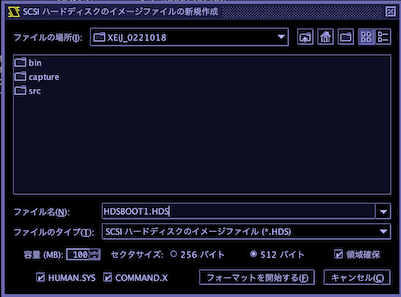 SCSI ハードディスクのイメージファイルの新規作成
ファイルの場所(I): XEiJ_0221018
bin
capture
src
ファイル名(N): HDSBOOT1.HDS
ファイルのタイプ(T): SCSI ハードディスクのイメージファイル (*.HDS)
容量 (MB): 100 セクタサイズ: 256 バイト 512 バイト 領域確保
HUMAN.SYS COMMAND.X フォーマットを開始する(F) キャンセル(C)